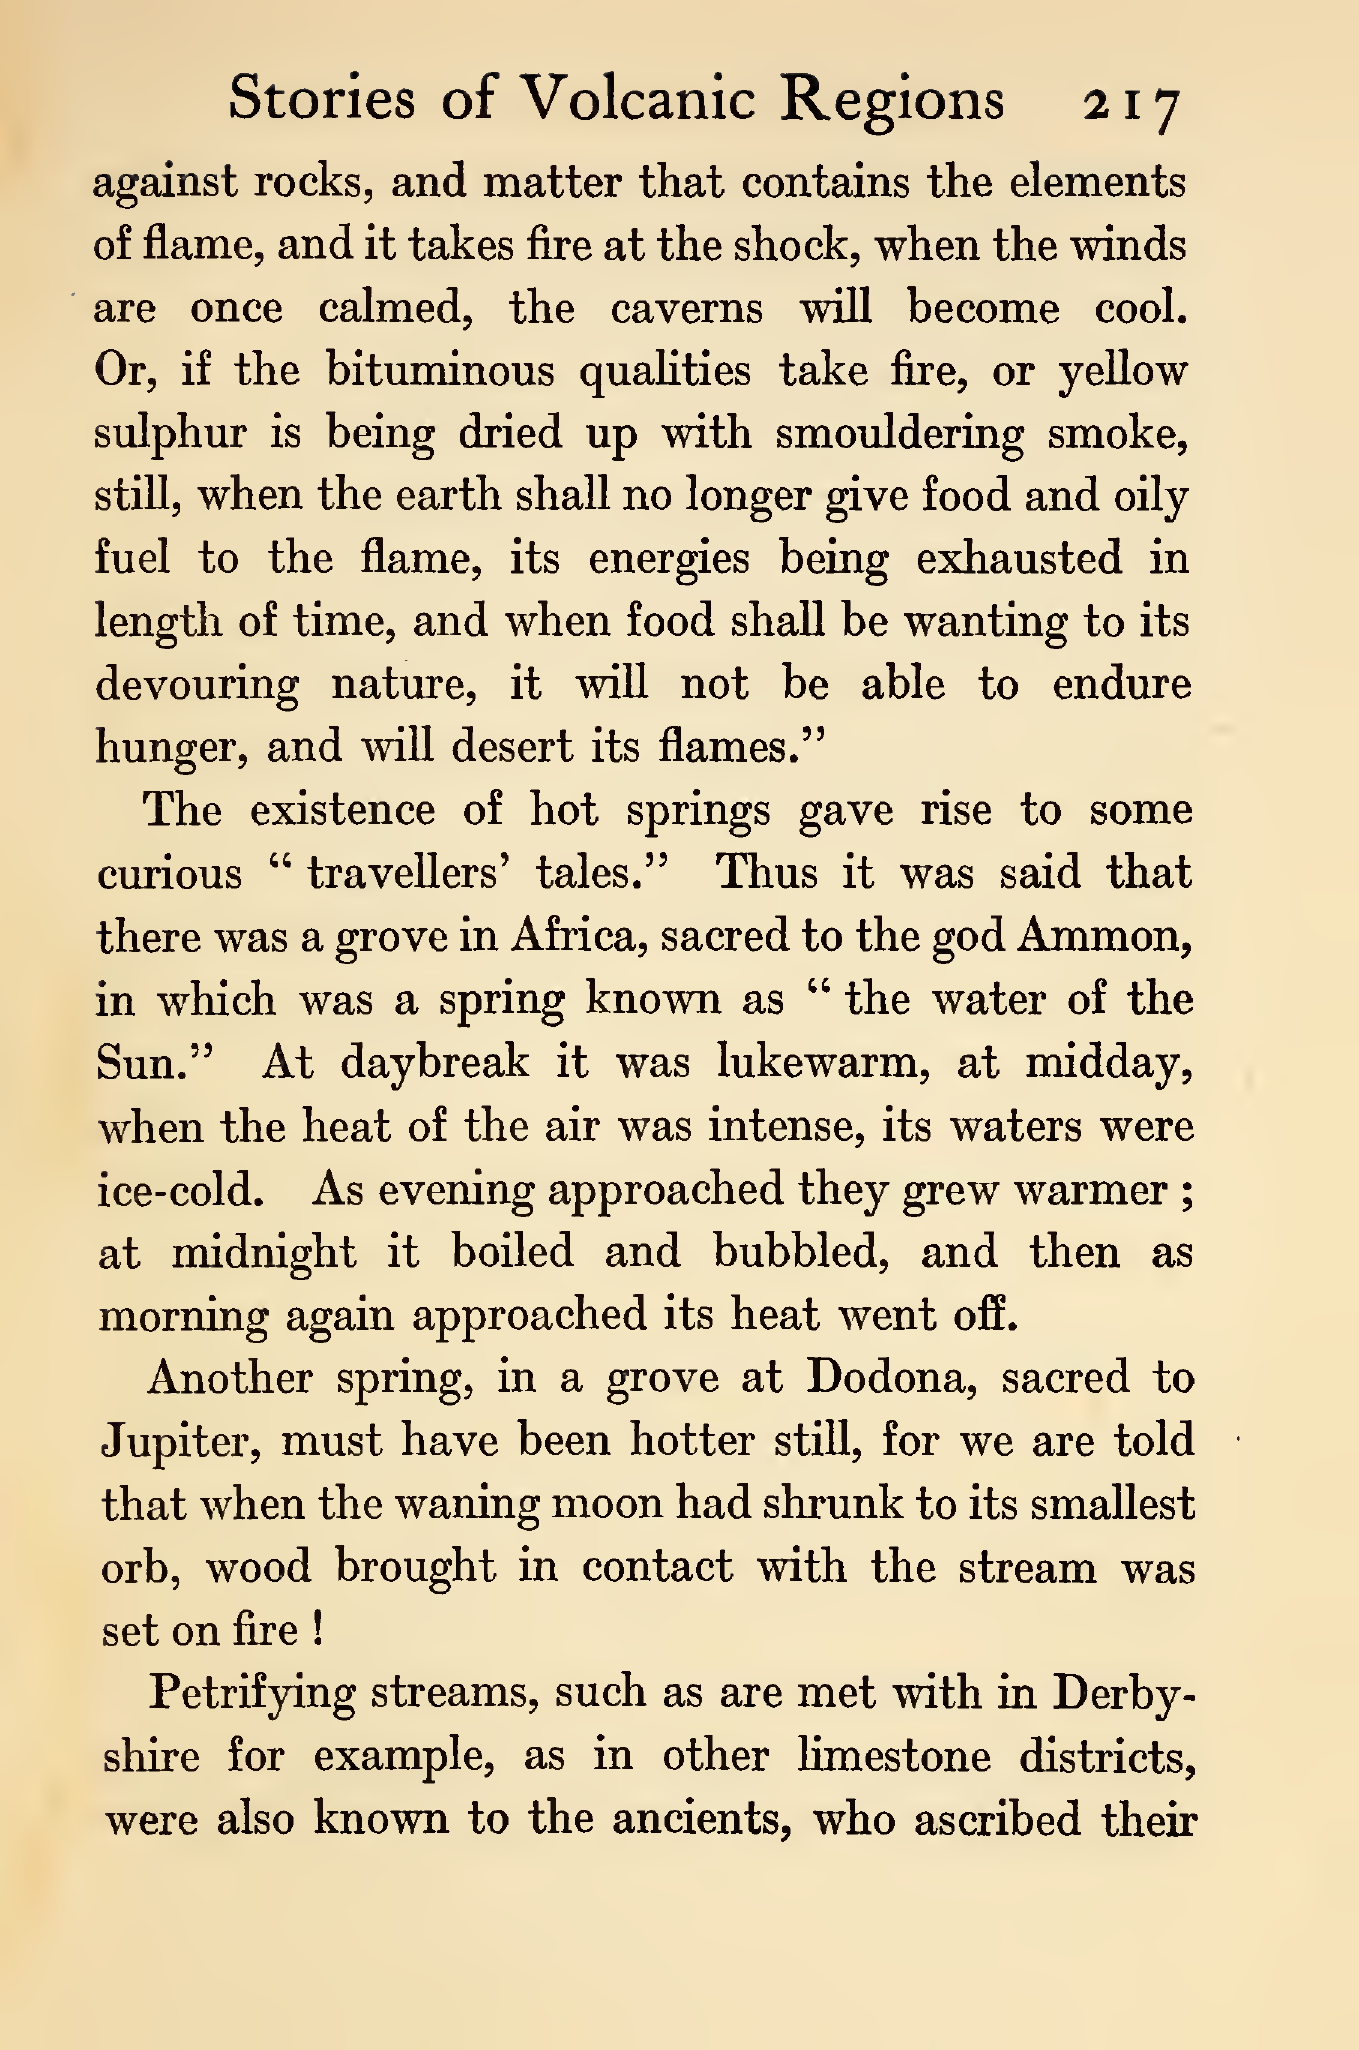 Stories of Volcanic Regions 217
against rocks, and matter that contains the elements
of flame, and it takes fire at the shock, when the winds
are once calmed, the caverns will become cool.
Or, if the bituminous qualities take fire, or yellow
sulphur is being dried up with smouldering smoke,
still, when the earth shall no longer give food and oily
fuel to the flame, its energies being exhausted in
length of time, and when food shall be wanting to its
devouring nature, it will not be able to endure
hunger, and will desert its flames.”
The existence of hot springs gave rise to some
curious “ travellers’ tales.” Thus it was said that
there was a grove in Africa, sacred to the god Ammon,
in which was a spring known as “ the water of the
Sun.” At daybreak it was lukewarm, at midday,
when the heat of the air was intense, its waters were
ice-cold. As evening approached they grew warmer ;
at midnight it boiled and bubbled, and then as
morning again approached its heat went off.
Another spring, in a grove at Dodona, sacred to
Jupiter, must have been hotter still, for we are told
that when the waning moon had shrunk to its smallest
orb, wood brought in contact with the stream was
set on fire !
Petrifying streams, such as are met with in Derby-
shire for example, as in other limestone districts,
were also known to the ancients, who ascribed their